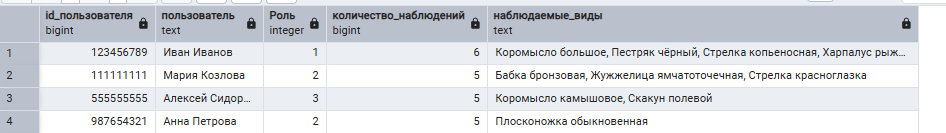 id_пользователя bigint пользователь text Роль integer количество_наблюдений bigint наблюдаемые_виды text
1 123456789 Иван Иванов 1 6 Коромысло большое, Пестряк чёрный, Стрелка копьеносная, Харпалус рыж...
2 111111111 Мария Козлова 2 5 Бабка бронзовая, Жужжелица ямчатоточечная, Стрелка красноглазка
3 555555555 Алексей Сидор... 3 5 Коромысло камышовое, Скакун полевой
4 987654321 Анна Петрова 2 5 Плосконожка обыкновенная